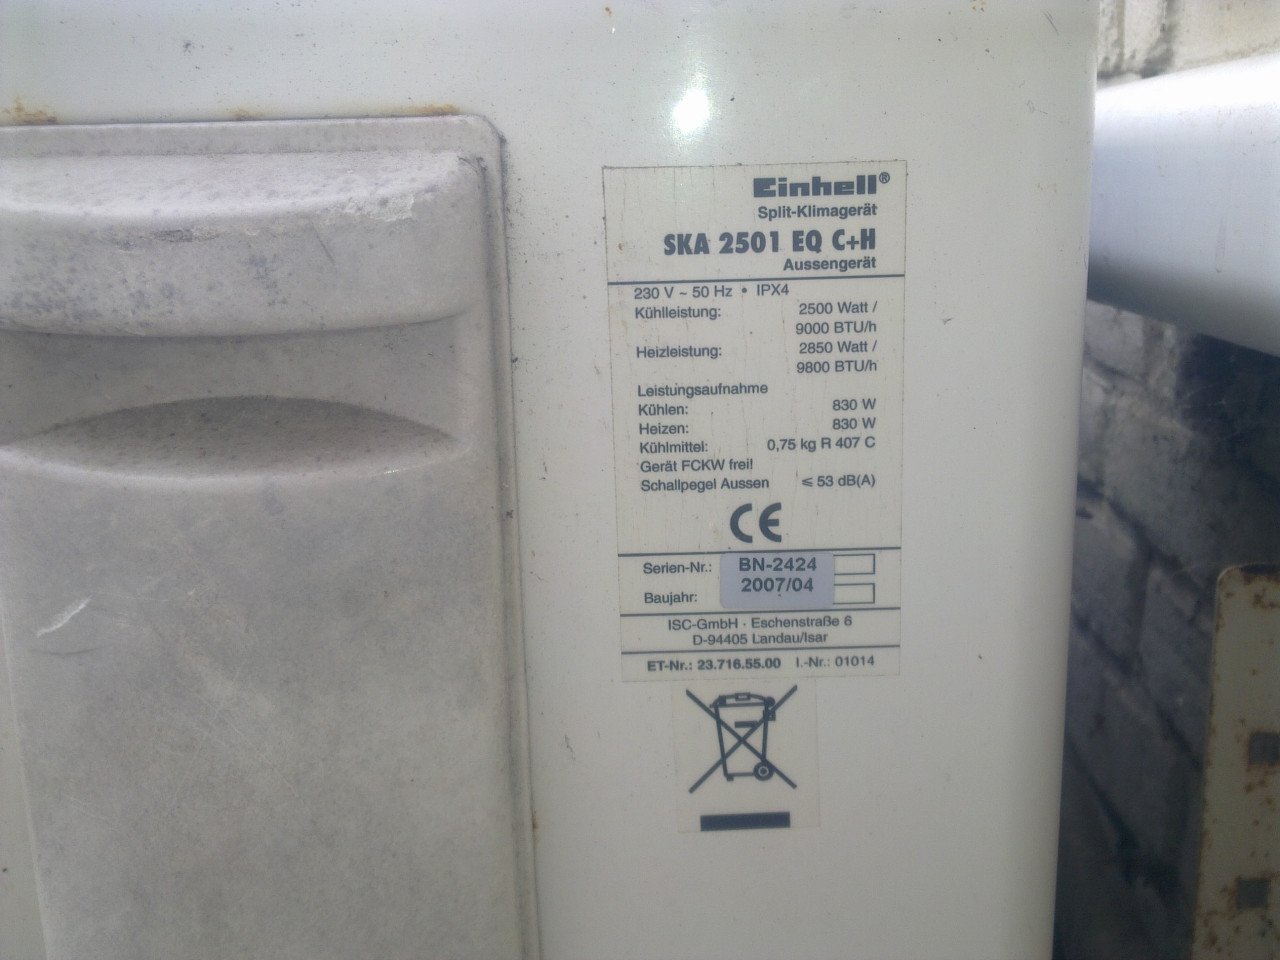 Einhell®
Split-Klimagerät
SKA 2501 EQ C+H
Aussengerät
230 V ~ 50 Hz • IPX4
Kühlleistung: 2500 Watt /
9000 BTU/h
Heizleistung: 2850 Watt /
9800 BTU/h
Leistungsaufnahme
Kühlen: 830 W
Heizen: 830 W
Kühlmittel: 0,75 kg R 407 C
Gerät FCKW frei!
Schallpegel Aussen ≤ 53 dB(A)
CE
Serien-Nr.: BN-2424
Baujahr: 2007/04
ISC-GmbH · Eschenstraße 6
D-94405 Landau/Isar
ET-Nr.: 23.716.55.00 I.-Nr.: 01014